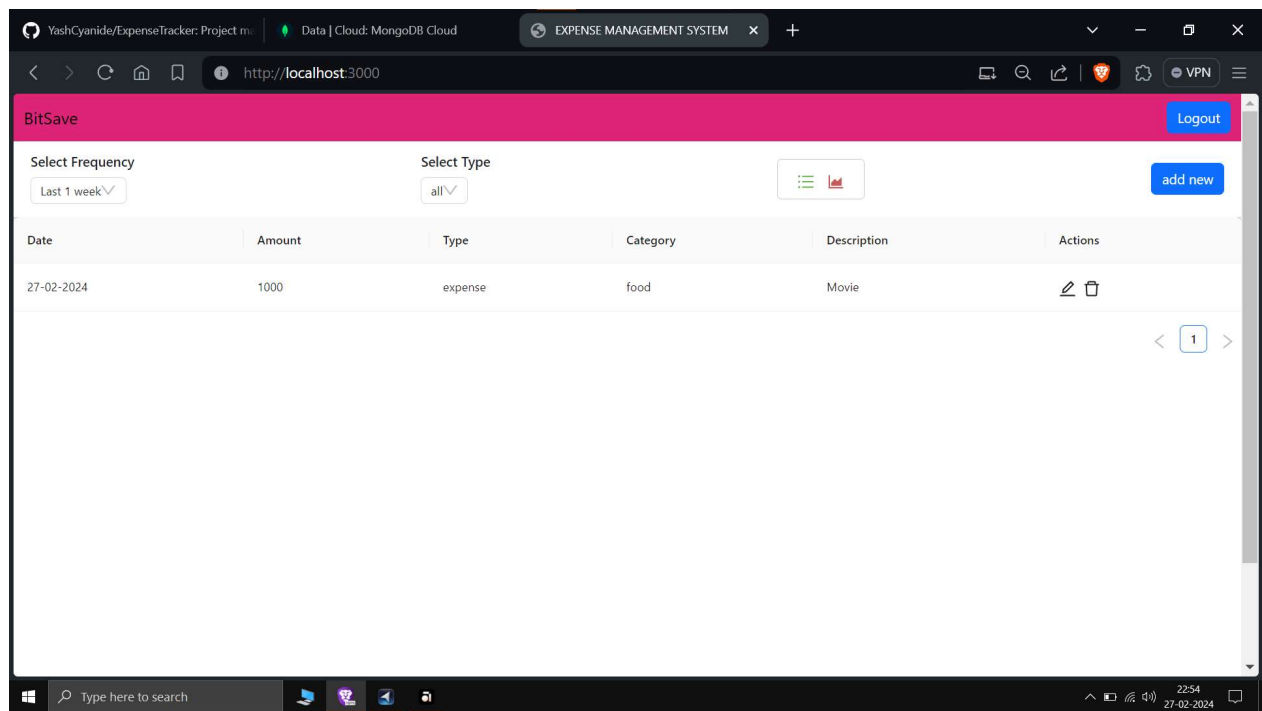 YashCyanide/ExpenseTracker: Project ma Data | Cloud: MongoDB Cloud EXPENSE MANAGEMENT SYSTEM
http://localhost:3000 VPN
BitSave Logout
Select Frequency Select Type
Last 1 week all add new
Date Amount Type Category Description Actions
27-02-2024 1000 expense food Movie
1
Type here to search 22:54
27-02-2024